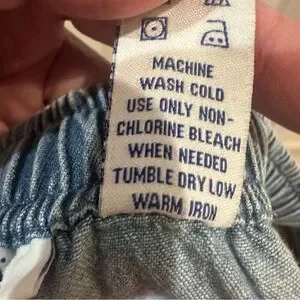 MACHINE
WASH COLD
USE ONLY NON-
CHLORINE BLEACH
WHEN NEEDED
TUMBLE DRY LOW
WARM IRON